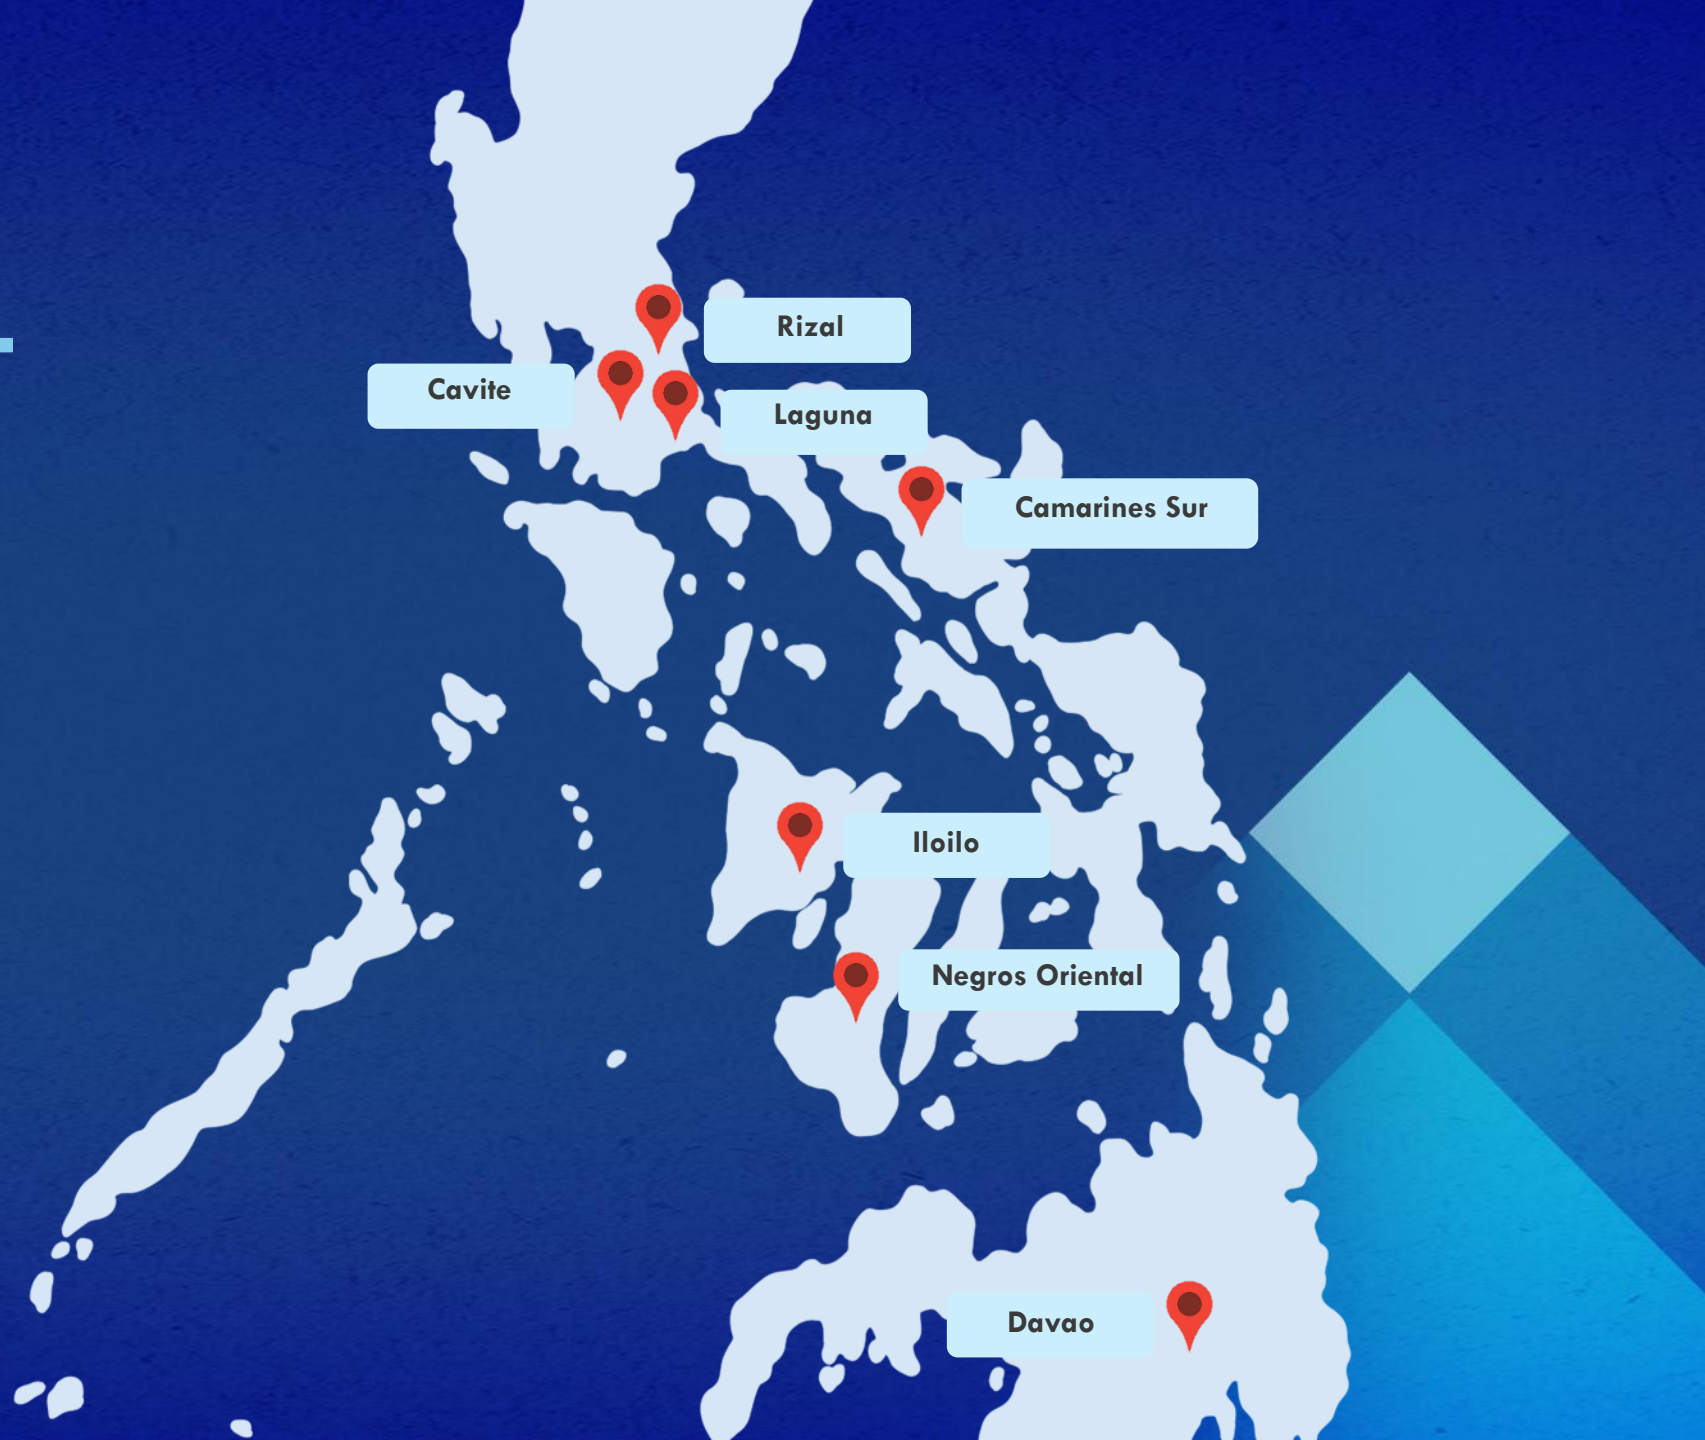 Rizal
Cavite
Laguna
Camarines Sur
Iloilo
Negros Oriental
Davao